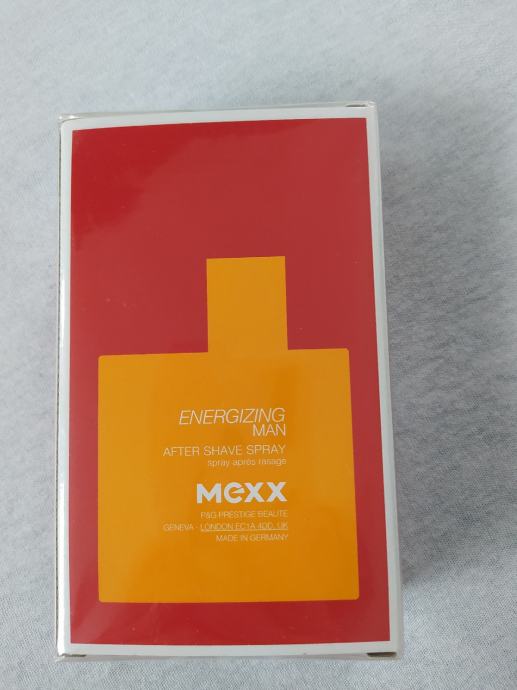 ENERGIZING
MAN
AFTER SHAVE SPRAY
spray après rasage
mexx
P&G PRESTIGE BEAUTE
GENEVA - LONDON EC1A 4DD, UK
MADE IN GERMANY